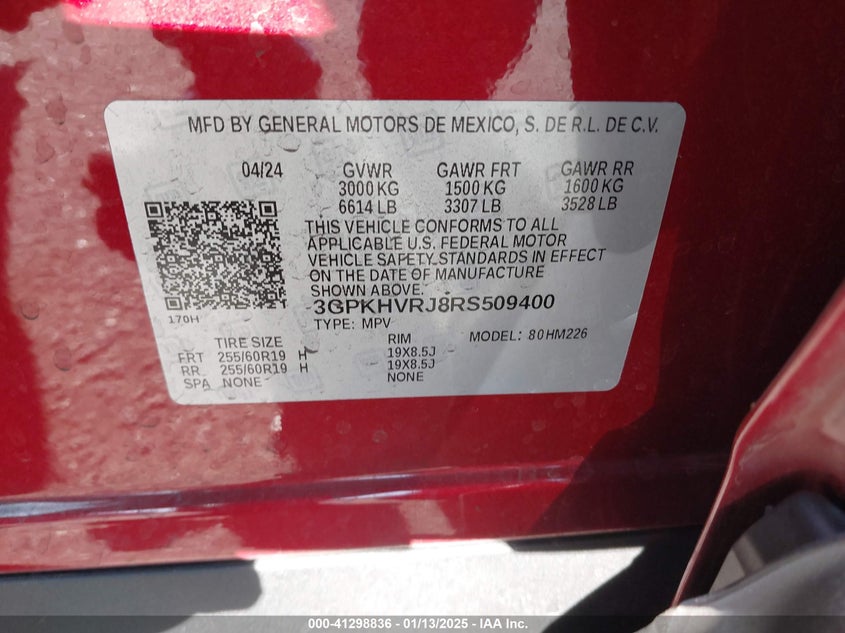 MFD BY GENERAL MOTORS DE MEXICO, S. DE R.L. DE C.V.
04/24 GVWR GAWR FRT GAWR RR
3000 KG 1500 KG 1600 KG
6614 LB 3307 LB 3528 LB
THIS VEHICLE CONFORMS TO ALL
APPLICABLE U.S. FEDERAL MOTOR
VEHICLE SAFETY STANDARDS IN EFFECT
ON THE DATE OF MANUFACTURE
SHOWN ABOVE.
3GPKHVRJ8RS509400
170H
TYPE: MPV
MODEL: 80HM226
TIRE SIZE RIM
FRT 255/60R19 H 19X8.5J
RR 255/60R19 H 19X8.5J
SPA NONE NONE
000-41298836 - 01/13/2025 - IAA Inc.